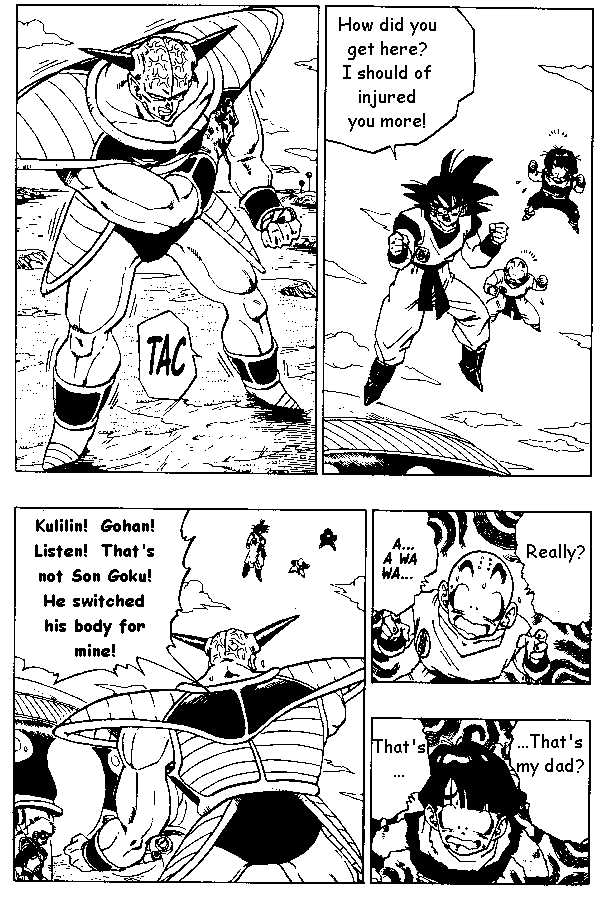 How did you
get here?
I should of
injured
you more!
TAC
Kulilin! Gohan!
Listen! That's
not Son Goku!
He switched
his body for
mine!
A...
A WA
WA...
Really?
That's
...
...That's
my dad?